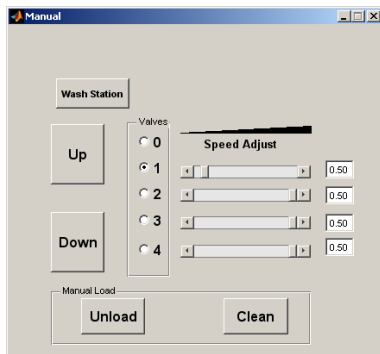 Manual
Wash Station
Valves
0
Speed Adjust
Up
1
0.50
2
0.50
3
0.50
Down
4
0.50
Manual Load
Unload
Clean